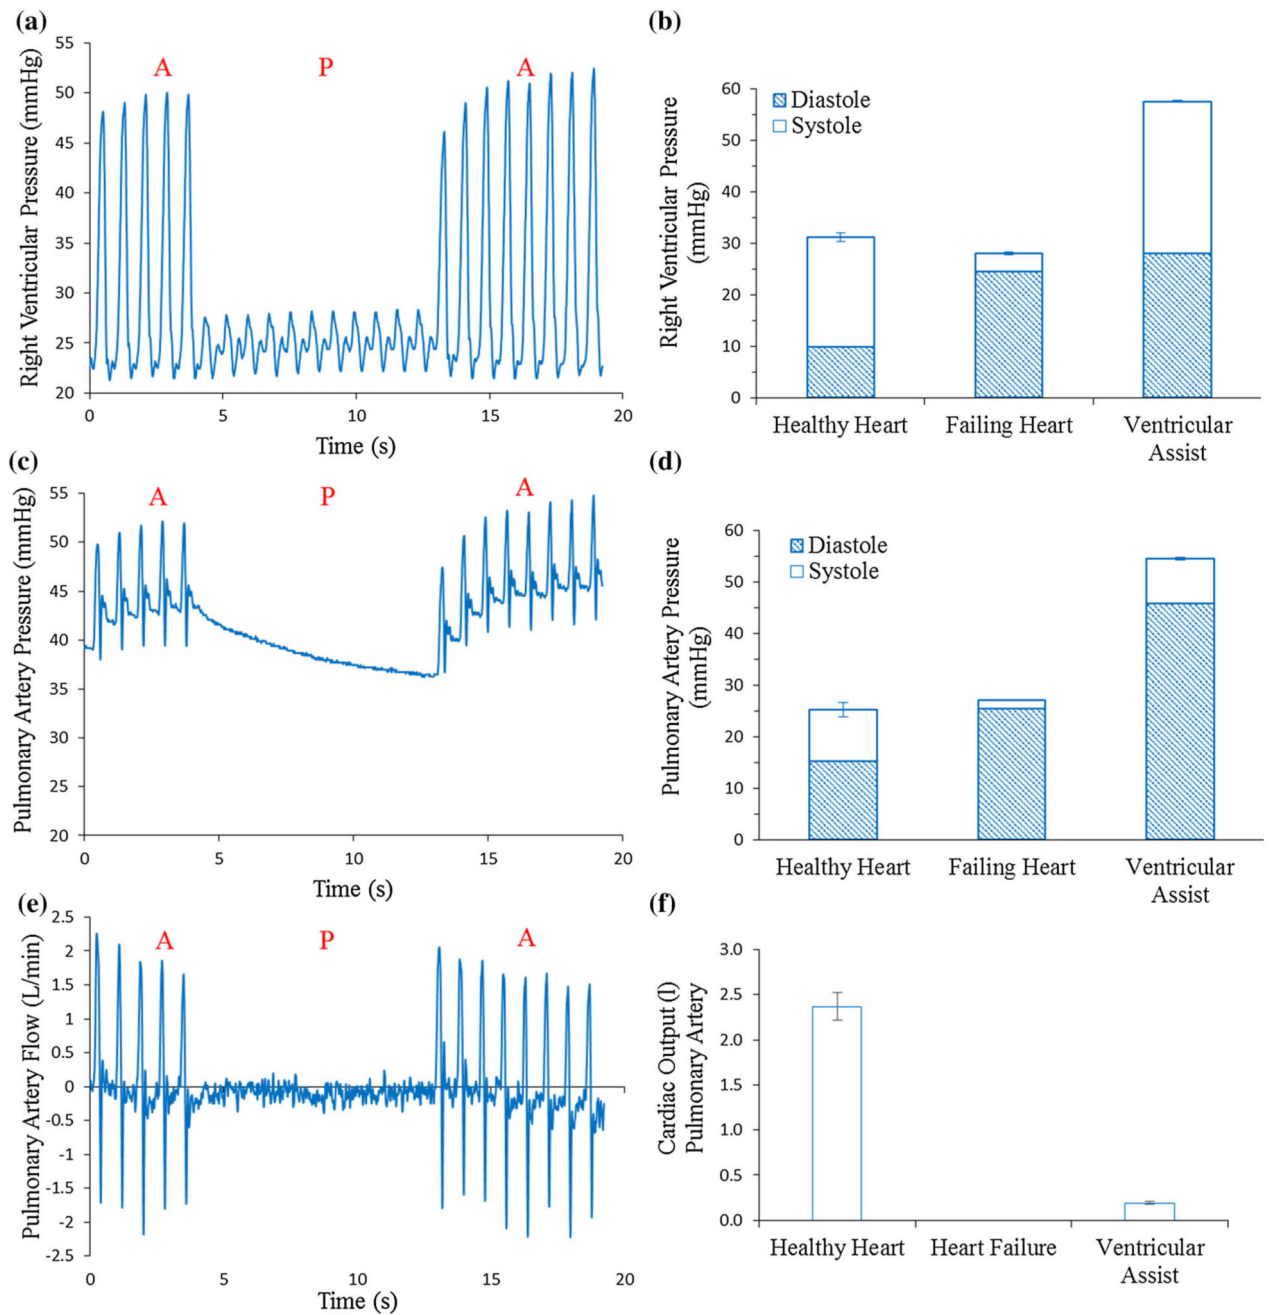 (a)
Right Ventricular Pressure (mmHg)
55
50
45
40
35
30
25
20
A
P
A
0
5
10
15
20
Time (s)
(b)
Right Ventricular Pressure
(mmHg)
60
50
40
30
20
10
0
Diastole
Systole
Healthy Heart
Failing Heart
Ventricular
Assist
(c)
Pulmonary Artery Pressure (mmHg)
55
50
45
40
35
30
25
20
A
P
A
0
5
10
15
20
Time (s)
(d)
Pulmonary Artery Pressure
(mmHg)
60
50
40
30
20
10
0
Diastole
Systole
Healthy Heart
Failing Heart
Ventricular
Assist
(e)
Pulmonary Artery Flow (L/min)
2.5
2
1.5
1
0.5
0
-0.5
-1
-1.5
-2
-2.5
A
P
A
0
5
10
15
20
Time (s)
(f)
Cardiac Output (l)
Pulmonary Artery
3.0
2.5
2.0
1.5
1.0
0.5
0.0
Healthy Heart
Heart Failure
Ventricular
Assist